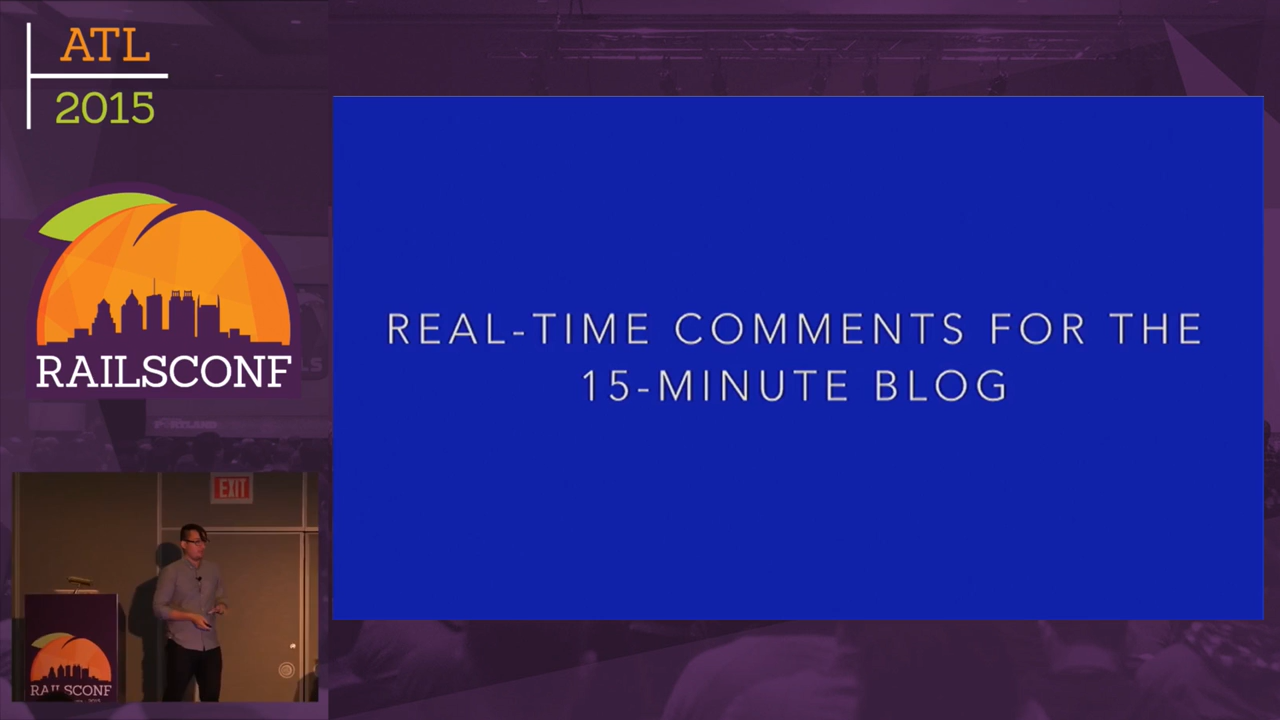 ATL
2015
RAILSCONF
REAL-TIME COMMENTS FOR THE
15-MINUTE BLOG
EXIT
RAILSCONF